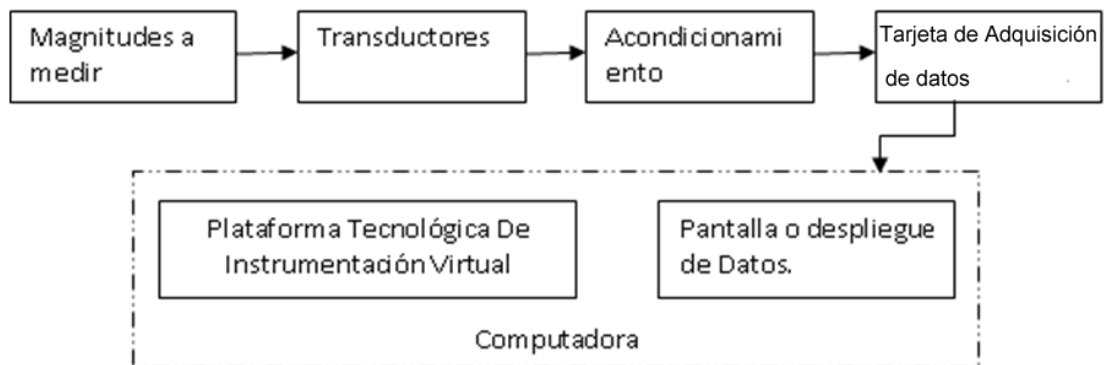 Magnitudes a
medir
Transductores
Acondicionami
ento
Tarjeta de Adquisición
de datos
Plataforma Tecnológica De
Instrumentación Virtual
Pantalla o despliegue
de Datos.
Computadora